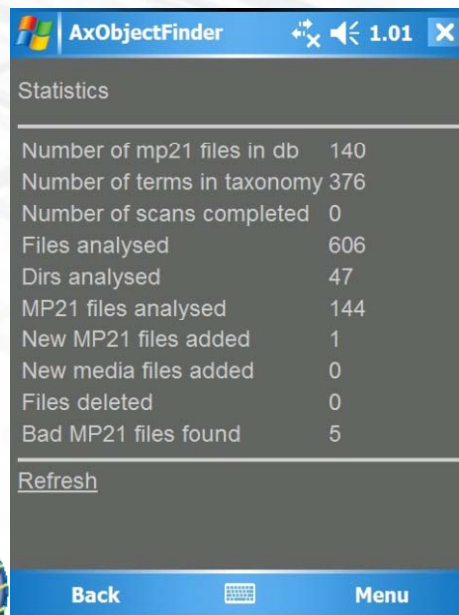 AxObjectFinder 1.01
Statistics
Number of mp21 files in db 140
Number of terms in taxonomy 376
Number of scans completed 0
Files analysed 606
Dirs analysed 47
MP21 files analysed 144
New MP21 files added 1
New media files added 0
Files deleted 0
Bad MP21 files found 5
Refresh
Back Menu